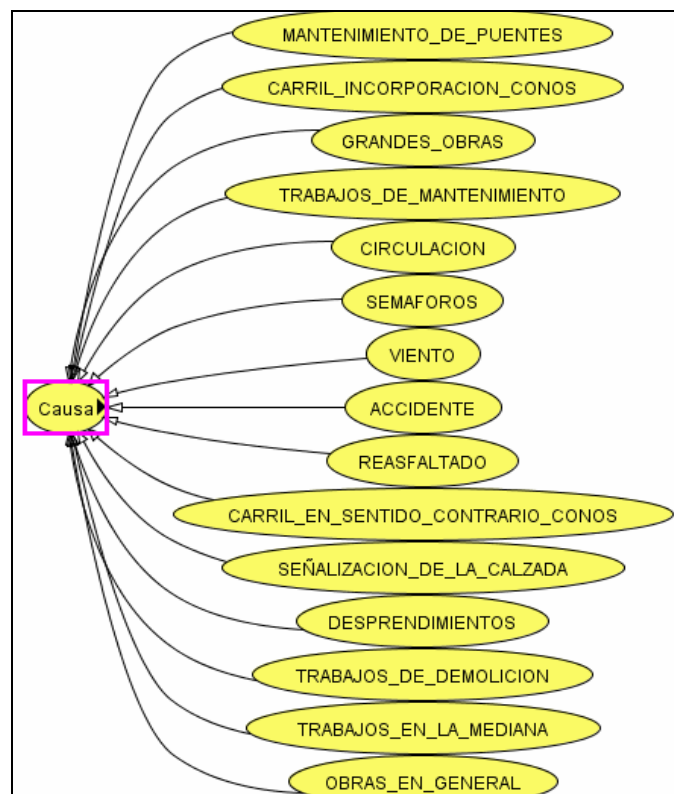 MANTENIMIENTO_DE_PUENTES
CARRIL_INCORPORACION_CONOS
GRANDES_OBRAS
TRABAJOS_DE_MANTENIMIENTO
CIRCULACION
SEMAFOROS
VIENTO
Causa
ACCIDENTE
REASFALTADO
CARRIL_EN_SENTIDO_CONTRARIO_CONOS
SEÑALIZACION_DE_LA_CALZADA
DESPRENDIMIENTOS
TRABAJOS_DE_DEMOLICION
TRABAJOS_EN_LA_MEDIANA
OBRAS_EN_GENERAL